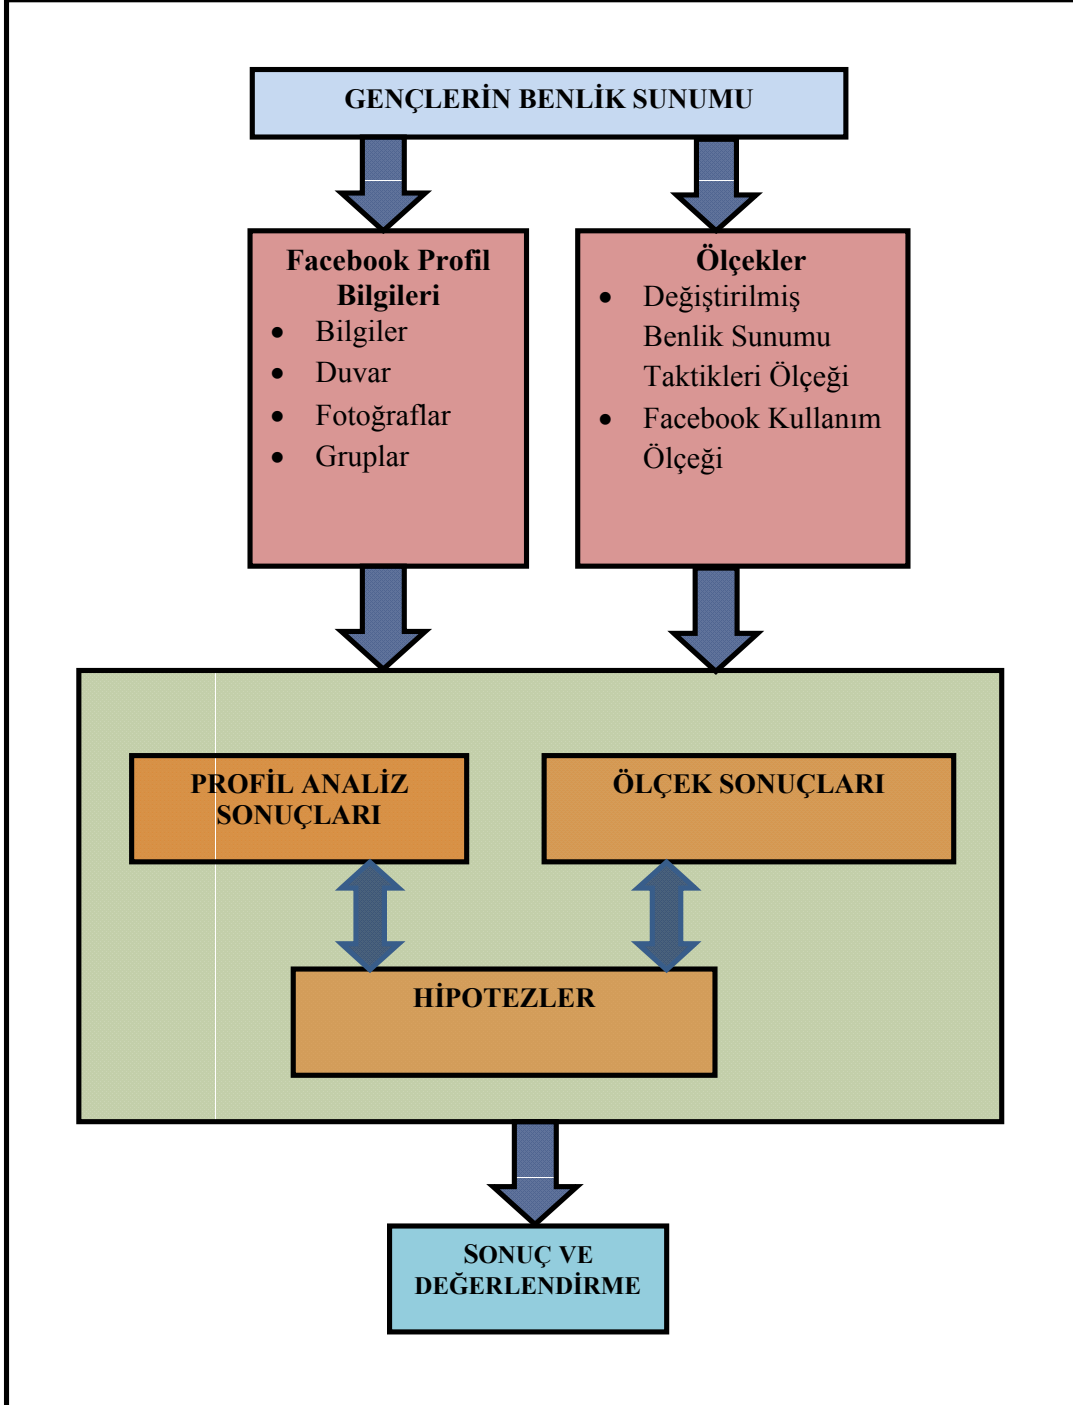 GENÇLERİN BENLİK SUNUMU
Facebook Profil
Bilgileri
• Bilgiler
• Duvar
• Fotoğraflar
• Gruplar
Ölçekler
• Değiştirilmiş
Benlik Sunumu
Taktikleri Ölçeği
• Facebook Kullanım
Ölçeği
PROFİL ANALİZ
SONUÇLARI
ÖLÇEK SONUÇLARI
HİPOTEZLER
SONUÇ VE
DEĞERLENDİRME